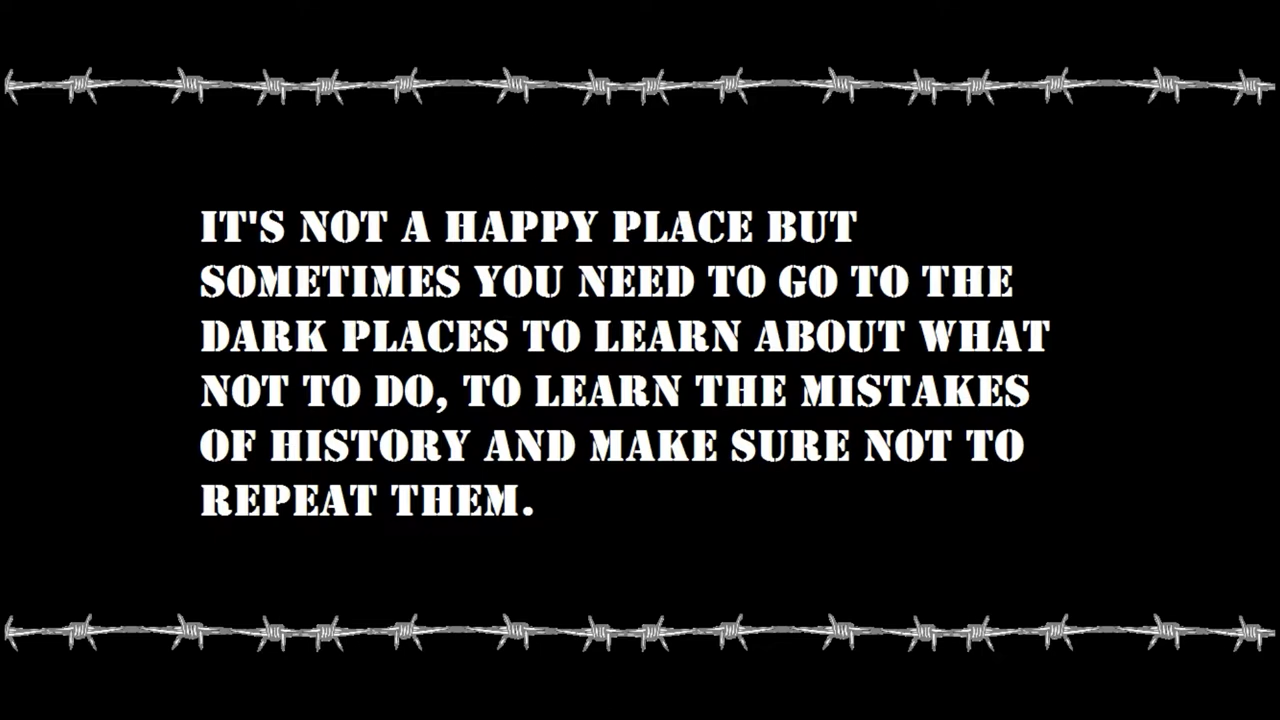 IT'S NOT A HAPPY PLACE BUT
SOMETIMES YOU NEED TO GO TO THE
DARK PLACES TO LEARN ABOUT WHAT
NOT TO DO, TO LEARN THE MISTAKES
OF HISTORY AND MAKE SURE NOT TO
REPEAT THEM.